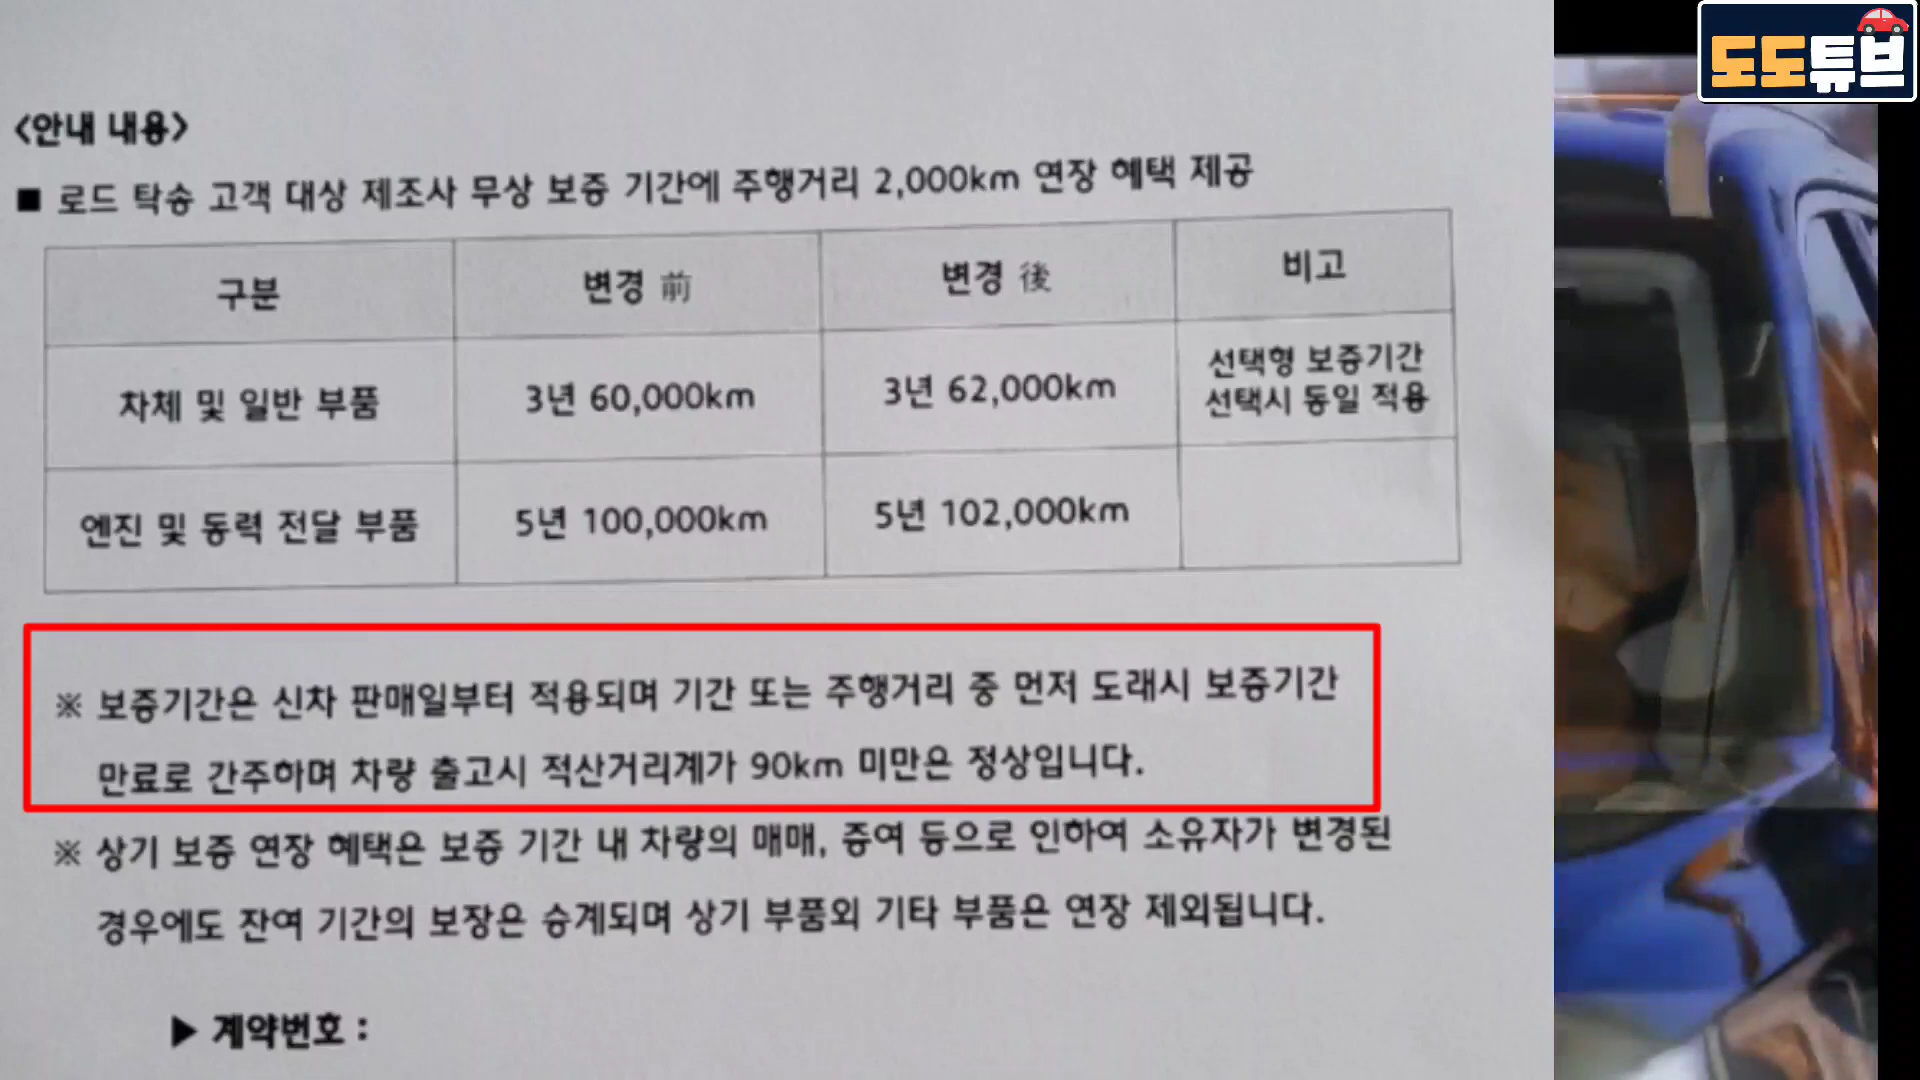 도도튜브
<안내 내용>
■ 로드 탁송 고객 대상 제조사 무상 보증 기간에 주행거리 2,000km 연장 혜택 제공
구분 변경 前 변경 後 비고
차체 및 일반 부품 3년 60,000km 3년 62,000km 선택형 보증기간
선택시 동일 적용
엔진 및 동력 전달 부품 5년 100,000km 5년 102,000km
※ 보증기간은 신차 판매일부터 적용되며 기간 또는 주행거리 중 먼저 도래시 보증기간
만료로 간주하며 차량 출고시 적산거리계가 90km 미만은 정상입니다.
※ 상기 보증 연장 혜택은 보증 기간 내 차량의 매매, 증여 등으로 인하여 소유자가 변경된
경우에도 잔여 기간의 보장은 승계되며 상기 부품외 기타 부품은 연장 제외됩니다.
▶ 계약번호 :